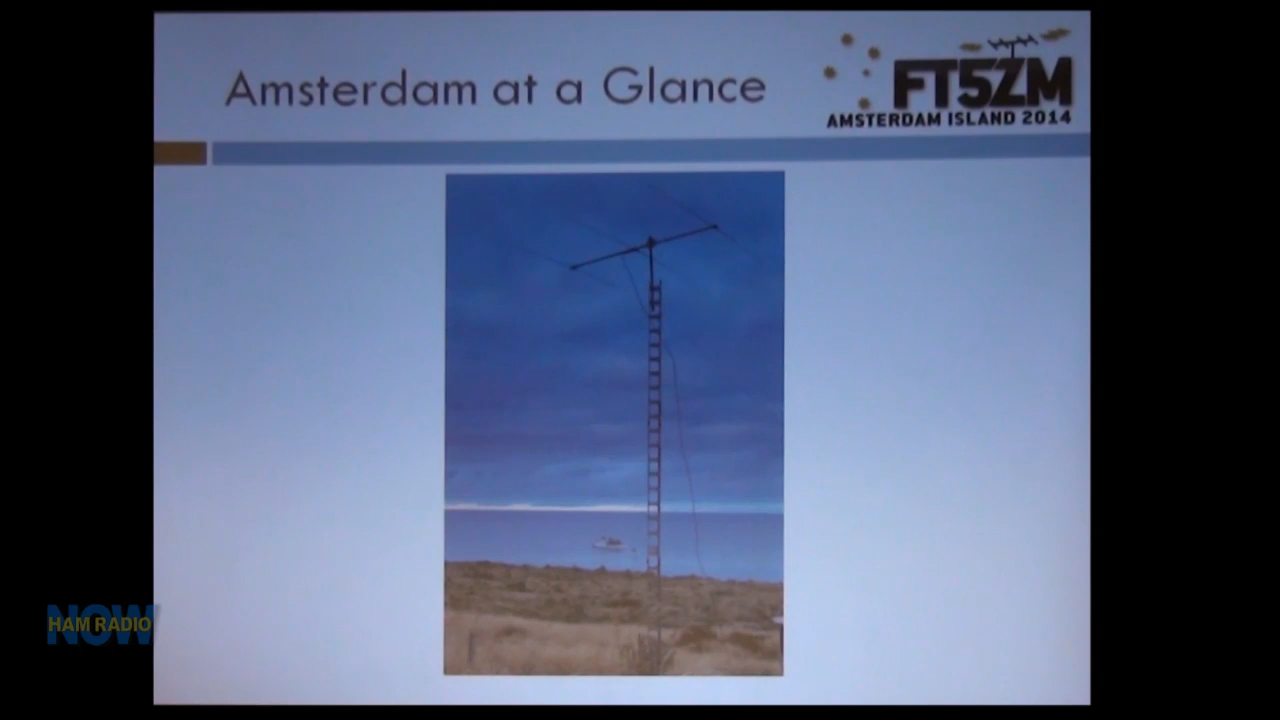 Amsterdam at a Glance
FT5ZM
AMSTERDAM ISLAND 2014
NOW
HAM RADIO